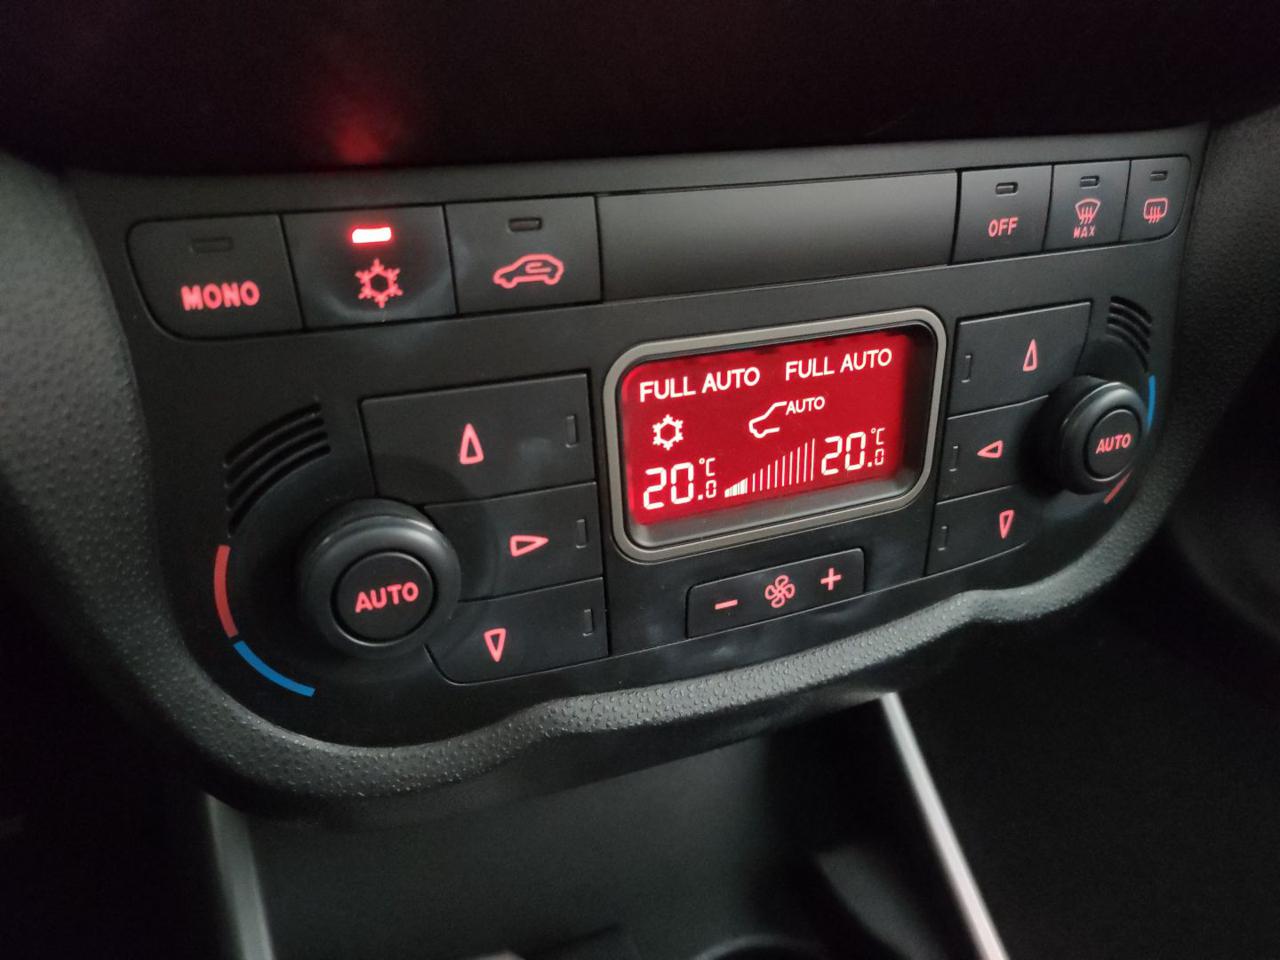 MONO
OFF
MAX
FULL AUTO FULL AUTO
AUTO
20.0°C 20.0°C
AUTO
AUTO
- +